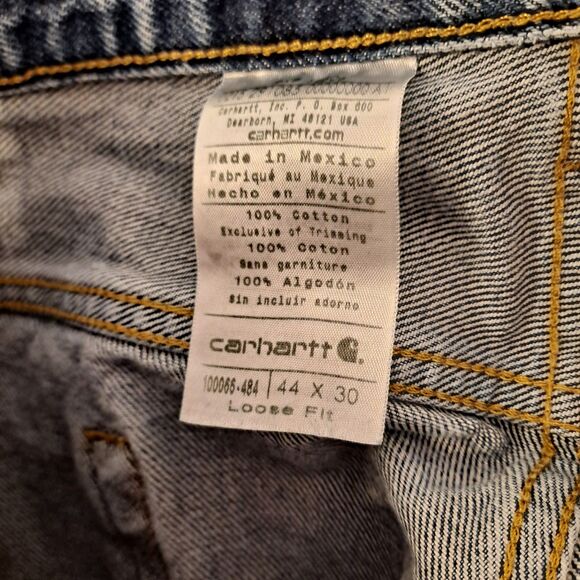 Carhartt, Inc. P. O. Box 600
Dearborn, MI 48121 USA
carhartt.com
Made in Mexico
Fabriqué au Mexique
Hecho en México
100% Cotton
Exclusive of Trimming
100% Coton
Sans garniture
100% Algodón
Sin incluir adorno
carhartt
100066-484 44 X 30
Loose Fit